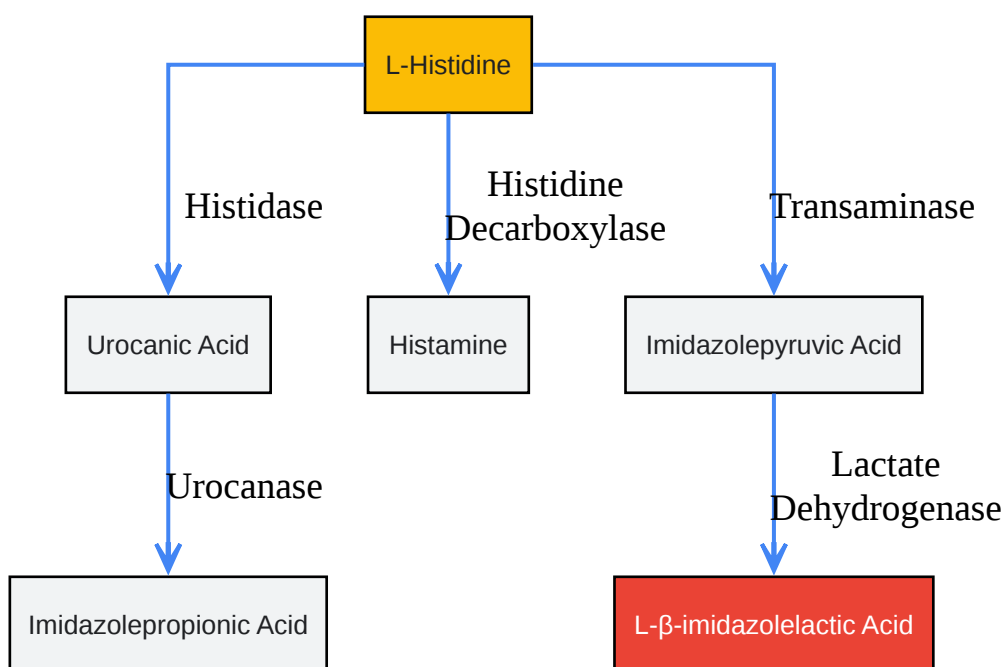 L-Histidine
Histidase
Histidine
Decarboxylase
Transaminase
Urocanic Acid
Histamine
Imidazolepyruvic Acid
Urocanase
Lactate
Dehydrogenase
Imidazolepropionic Acid
L-β-imidazolelactic Acid